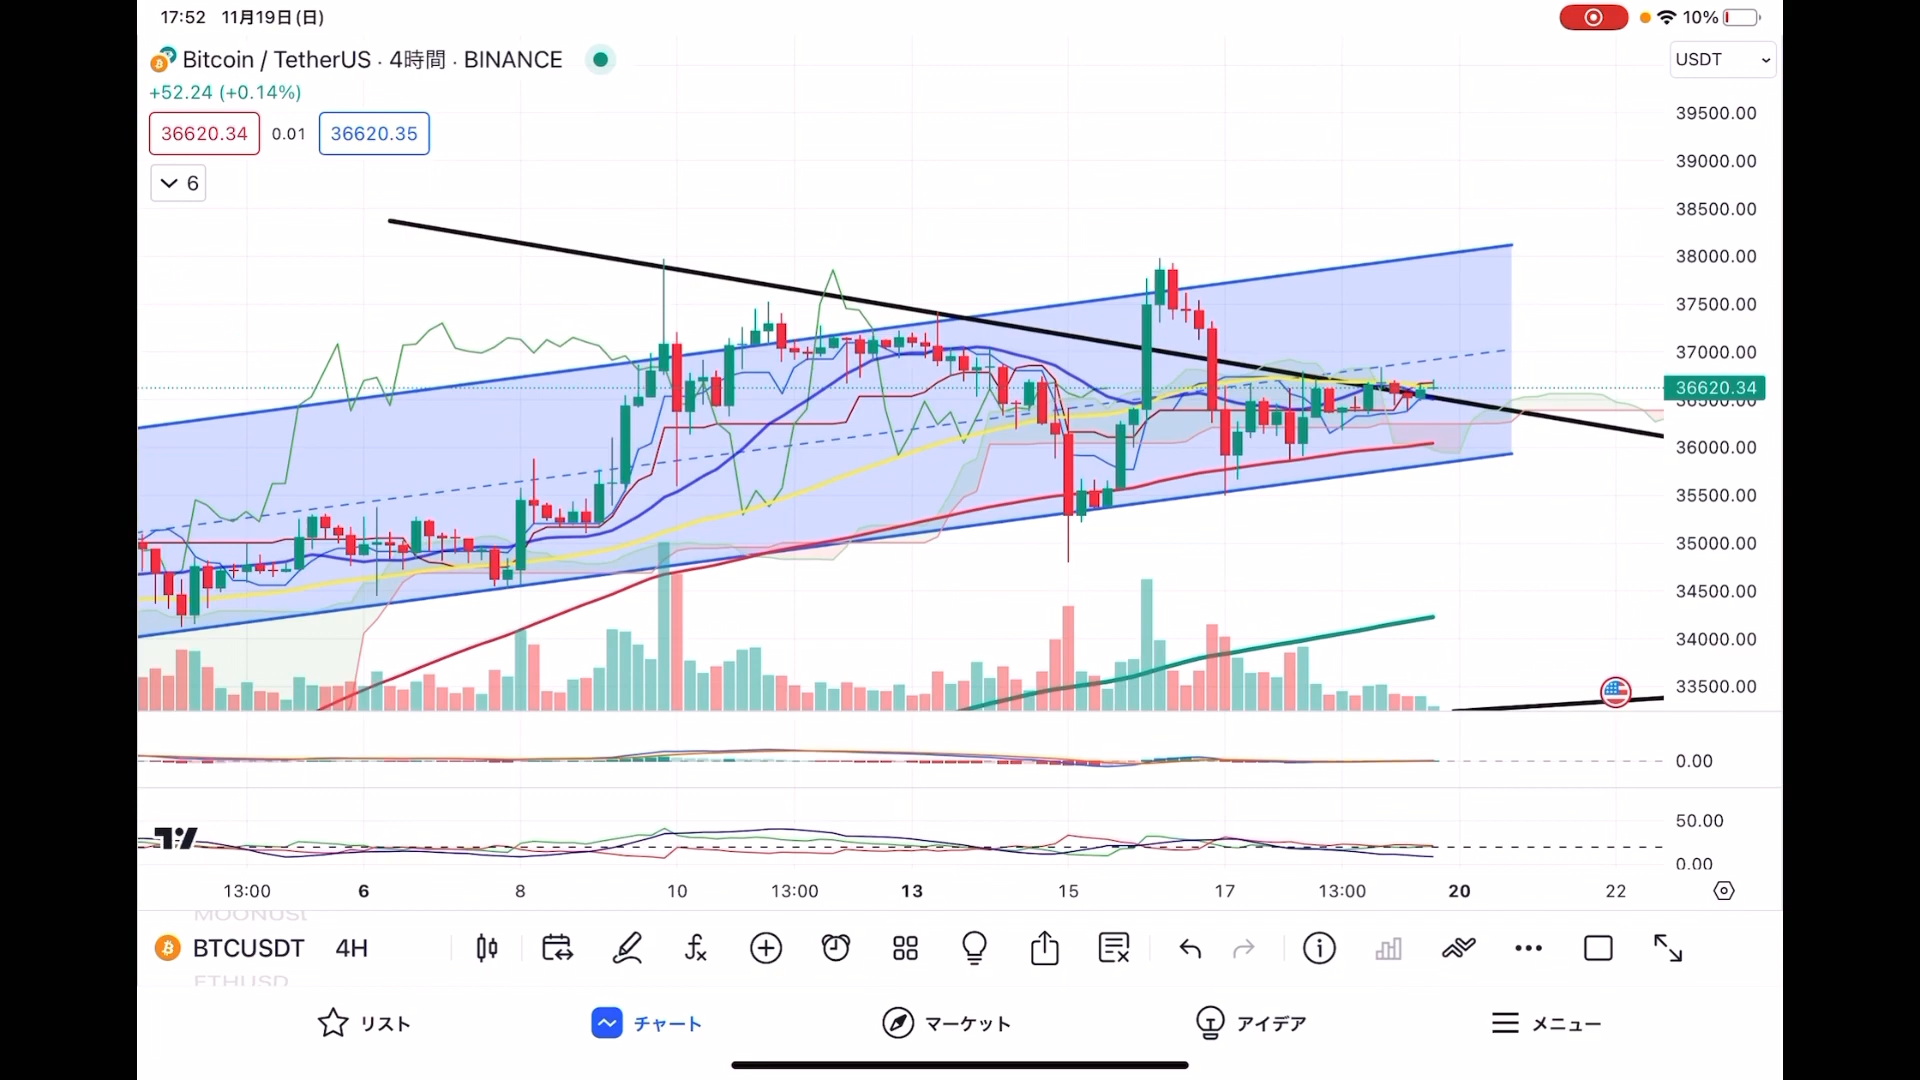 17:52 11月19日(日)
10%
Bitcoin / TetherUS · 4時間 · BINANCE
USDT
+52.24 (+0.14%)
36620.34 0.01 36620.35
6
39500.00
39000.00
38500.00
38000.00
37500.00
37000.00
36620.34
36500.00
36000.00
35500.00
35000.00
34500.00
34000.00
33500.00
0.00
50.00
0.00
13:00 6 8 10 13:00 13 15 17 13:00 20 22
BTCUSDT 4H
ETHUSD
リスト チャート マーケット アイデア メニュー